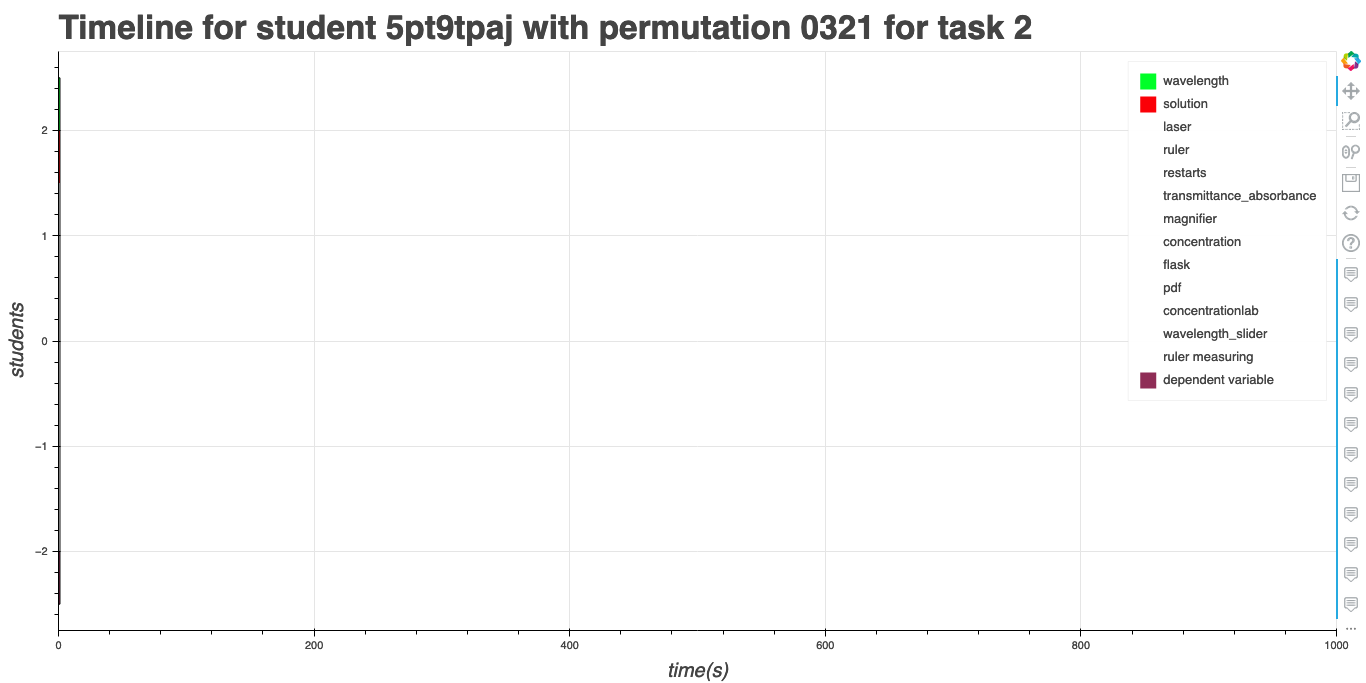 Timeline for student 5pt9tpaj with permutation 0321 for task 2
wavelength
solution
laser
ruler
restarts
transmittance_absorbance
magnifier
concentration
flask
pdf
concentrationlab
wavelength_slider
ruler measuring
dependent variable
students
2
1
0
−1
−2
0 200 400 600 800 1000
time(s)